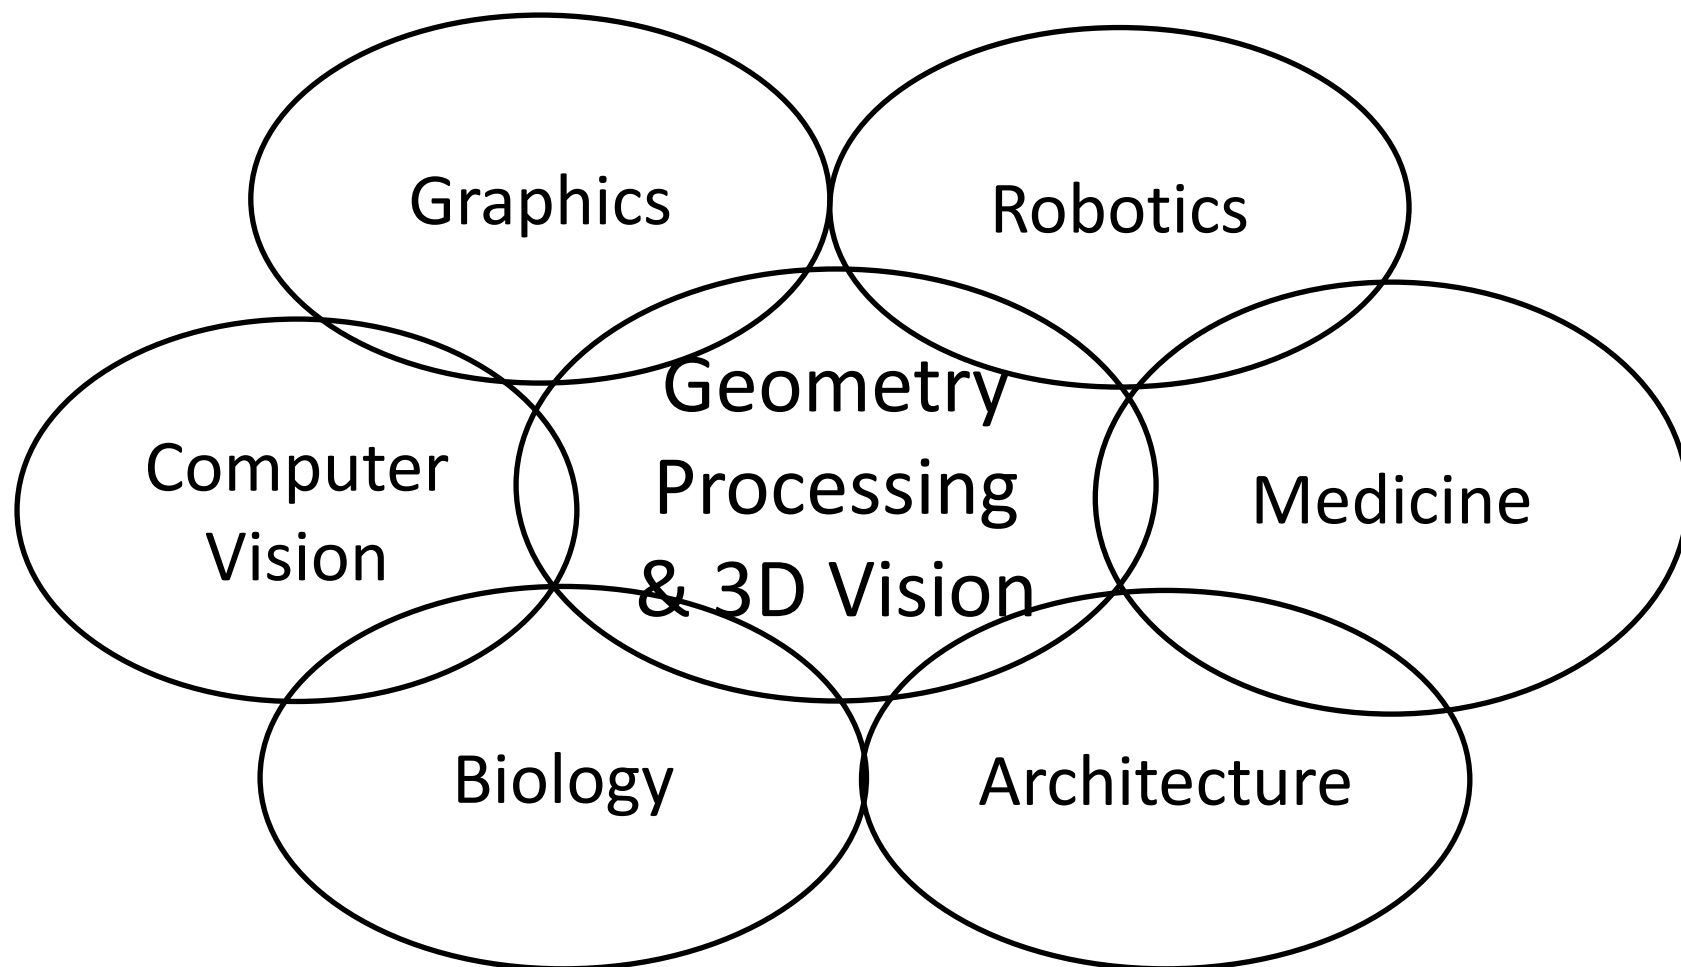 Graphics
Robotics
Geometry
Processing
& 3D Vision
Computer
Vision
Medicine
Biology
Architecture